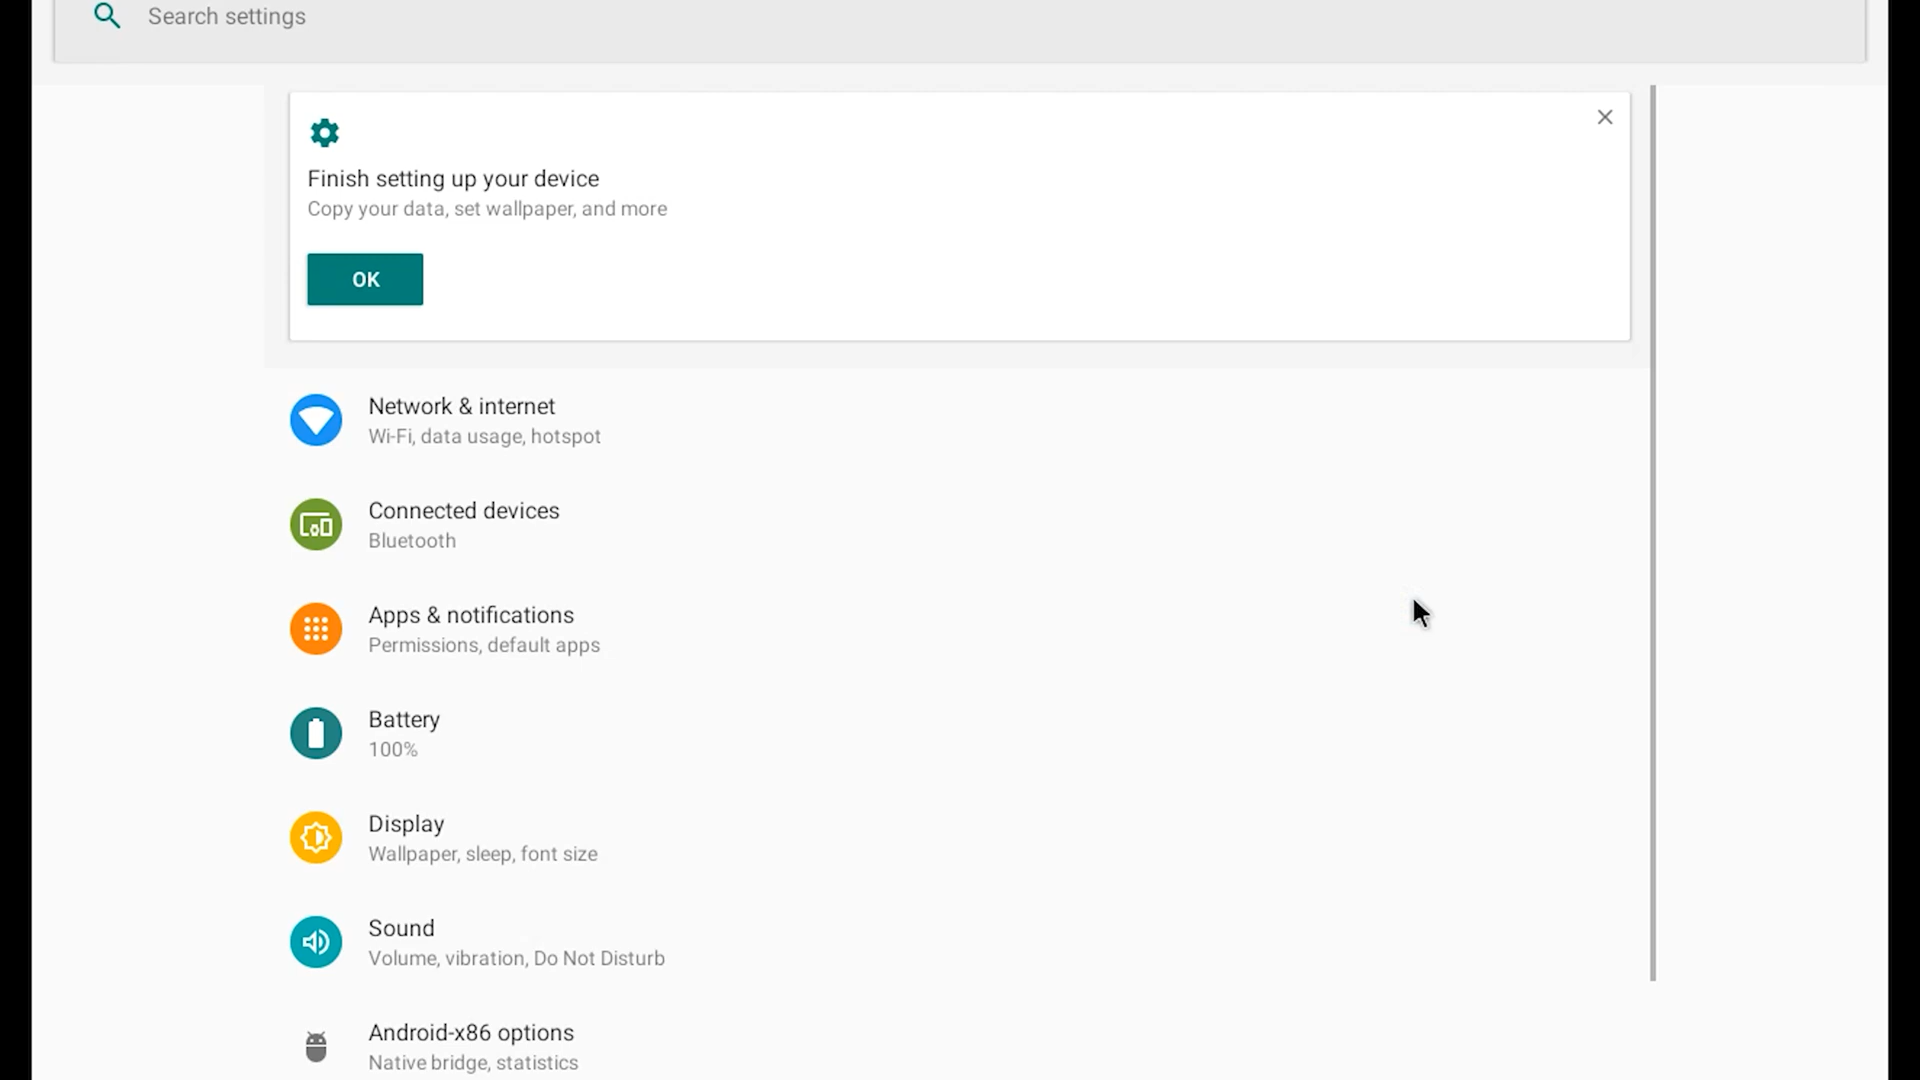 Search settings
Finish setting up your device
Copy your data, set wallpaper, and more
OK
Network & internet
Wi-Fi, data usage, hotspot
Connected devices
Bluetooth
Apps & notifications
Permissions, default apps
Battery
100%
Display
Wallpaper, sleep, font size
Sound
Volume, vibration, Do Not Disturb
Android-x86 options
Native bridge, statistics